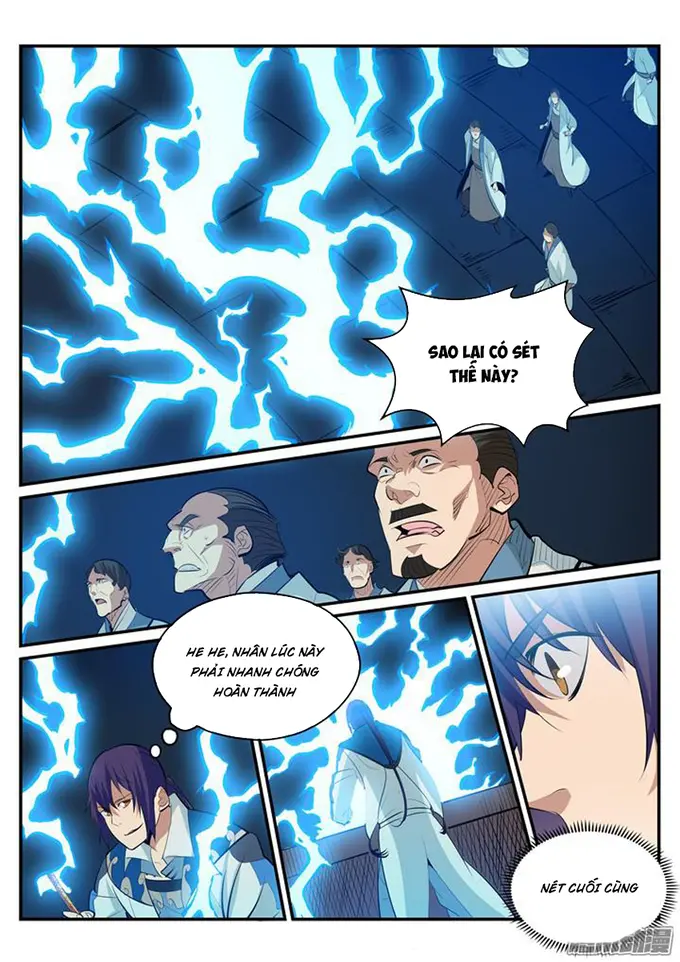 SAO LẠI CÓ SÉT
THẾ NÀY?
HE HE, NHÂN LÚC NÀY
PHẢI NHANH CHÓNG
HOÀN THÀNH
NÉT CUỐI CÙNG